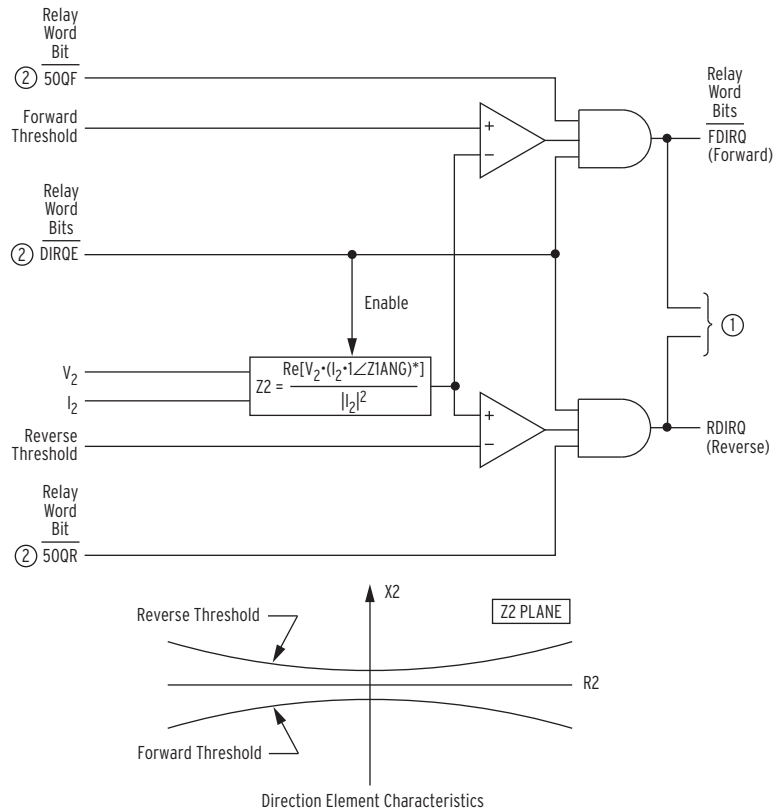 Relay
Word
Bit
② 50QF
Forward
Threshold
Relay
Word
Bits
② DIRQE
Enable
V2
I2
Z2 = Re[V2•(I2•1∠Z1ANG)*]
|I2|²
Reverse
Threshold
Relay
Word
Bit
② 50QR
+
−
+
−
Relay
Word
Bits
FDIRQ
(Forward)
①
RDIRQ
(Reverse)
X2
Z2 PLANE
Reverse Threshold
R2
Forward Threshold
Direction Element Characteristics